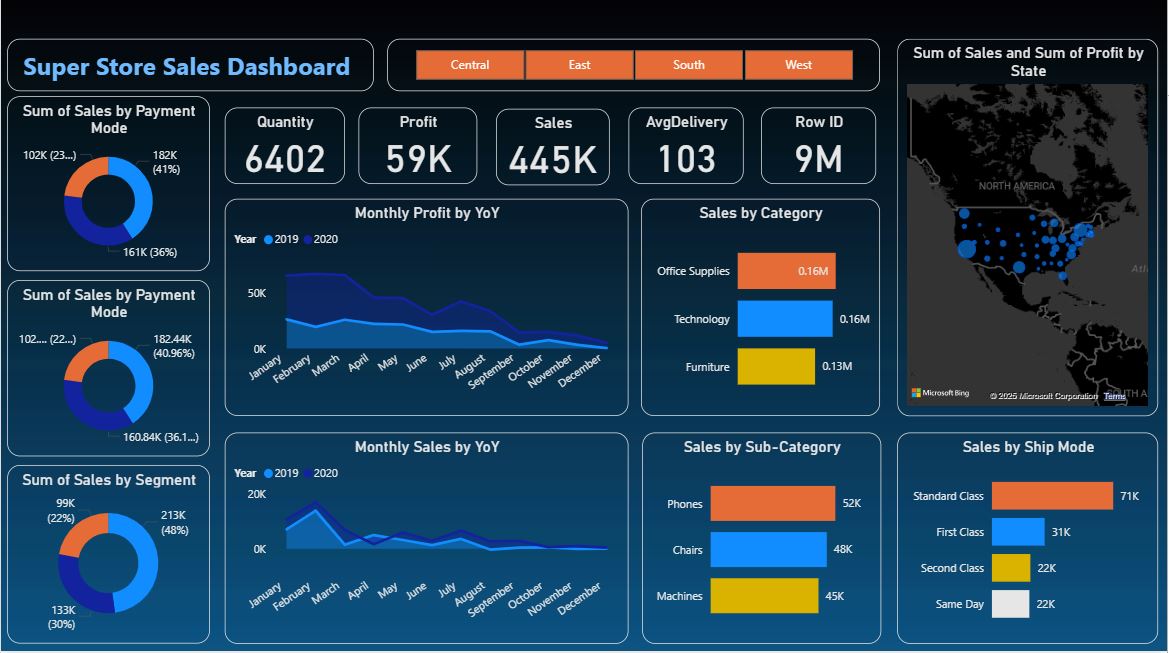 Super Store Sales Dashboard
Central
East
South
West
Sum of Sales by Payment
Mode
102K (23...)
182K
(41%)
161K (36%)
Sum of Sales by Payment
Mode
102.... (22...)
182.44K
(40.96%)
160.84K (36.1...)
Sum of Sales by Segment
99K
(22%)
213K
(48%)
133K
(30%)
Quantity
6402
Profit
59K
Sales
445K
AvgDelivery
103
Row ID
9M
Monthly Profit by YoY
Year 2019 2020
50K
0K
January
February
March
April
May
June
July
August
September
October
November
December
Sales by Category
Office Supplies 0.16M
Technology 0.16M
Furniture 0.13M
Monthly Sales by YoY
Year 2019 2020
20K
0K
January
February
March
April
May
June
July
August
September
October
November
December
Sales by Sub-Category
Phones 52K
Chairs 48K
Machines 45K
Sum of Sales and Sum of Profit by
State
NORTH AMERICA
Atl
SOUTH A
Microsoft Bing
© 2025 Microsoft Corporation Terms
Sales by Ship Mode
Standard Class 71K
First Class 31K
Second Class 22K
Same Day 22K